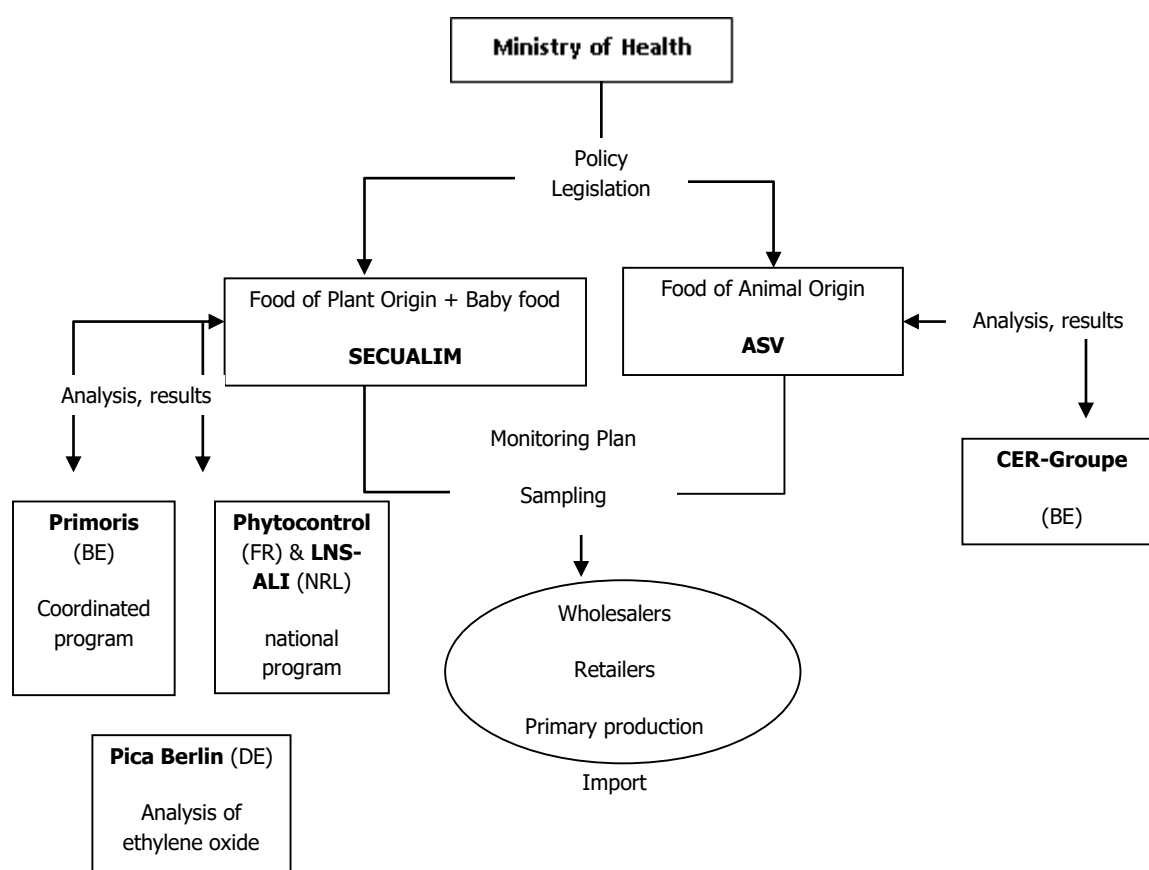 Ministry of Health
Policy
Legislation
Food of Plant Origin + Baby food
SECUALIM
Food of Animal Origin
ASV
Analysis, results
Analysis, results
Monitoring Plan
Sampling
CER-Groupe
(BE)
Primoris
(BE)
Coordinated
program
Phytocontrol
(FR) & LNS-
ALI (NRL)
national
program
Wholesalers
Retailers
Primary production
Import
Pica Berlin (DE)
Analysis of
ethylene oxide